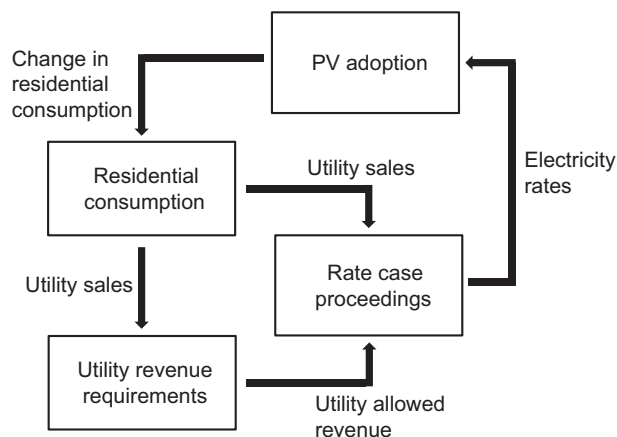 Change in
residential
consumption
PV adoption
Residential
consumption
Utility sales
Electricity
rates
Utility sales
Rate case
proceedings
Utility revenue
requirements
Utility allowed
revenue